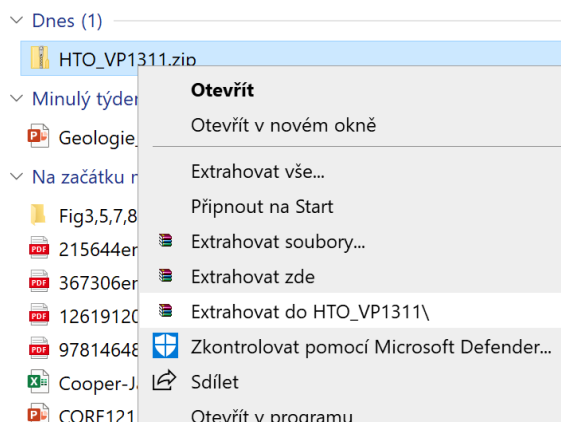 Dnes (1)
HTO_VP1311.zip
Otevřít
Minulý týden
Otevřít v novém okně
Geologie_
Extrahovat vše...
Na začátku r
Připnout na Start
Fig3,5,7,8
Extrahovat soubory...
215644er
Extrahovat zde
367306er
Extrahovat do HTO_VP1311\
12619120
Zkontrolovat pomocí Microsoft Defender...
97814648
Sdílet
Cooper-Ja
Otevřít v programu
CORE121